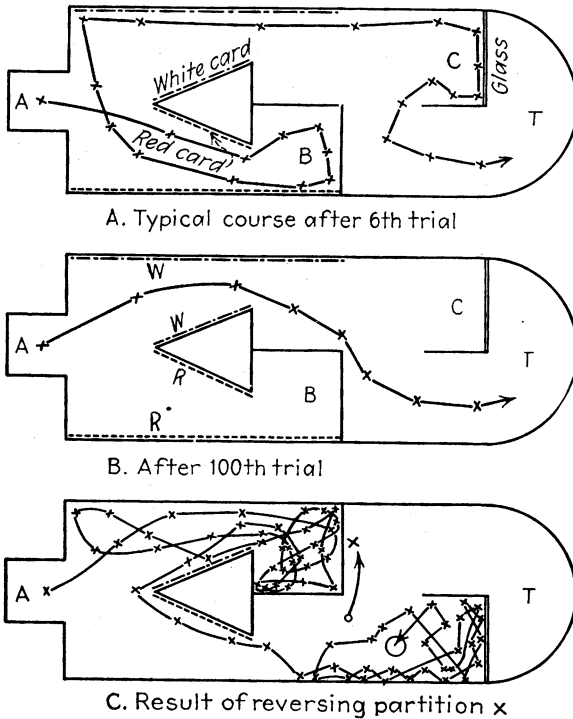 White card
C
Glass
A
T
Red card
B
A. Typical course after 6th trial
W
C
W
A
T
R
B
R
B. After 100th trial
x
A
T
C. Result of reversing partition x